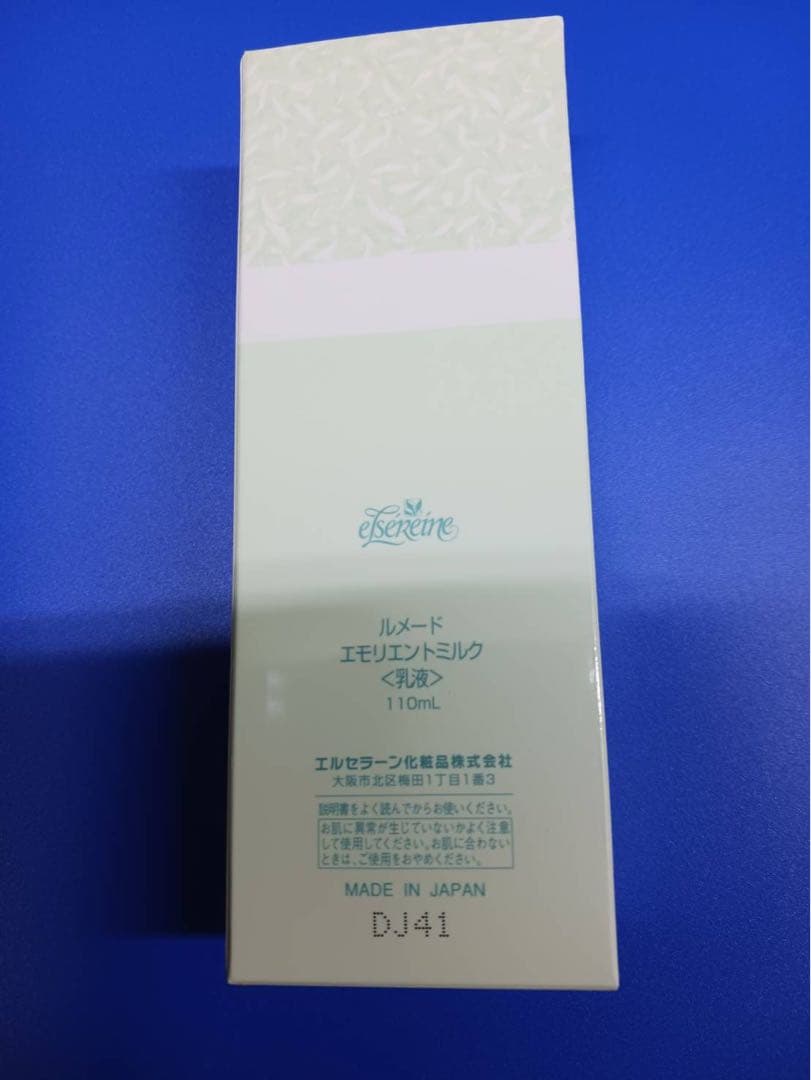 elséreine
ルメード
エモリエントミルク
<乳液>
110mL
エルセラーン化粧品株式会社
大阪市北区梅田1丁目1番3
説明書をよく読んでからお使いください。
お肌に異常が生じていないかよく注意
して使用してください。お肌に合わない
ときは、ご使用をおやめください。
MADE IN JAPAN
DJ41